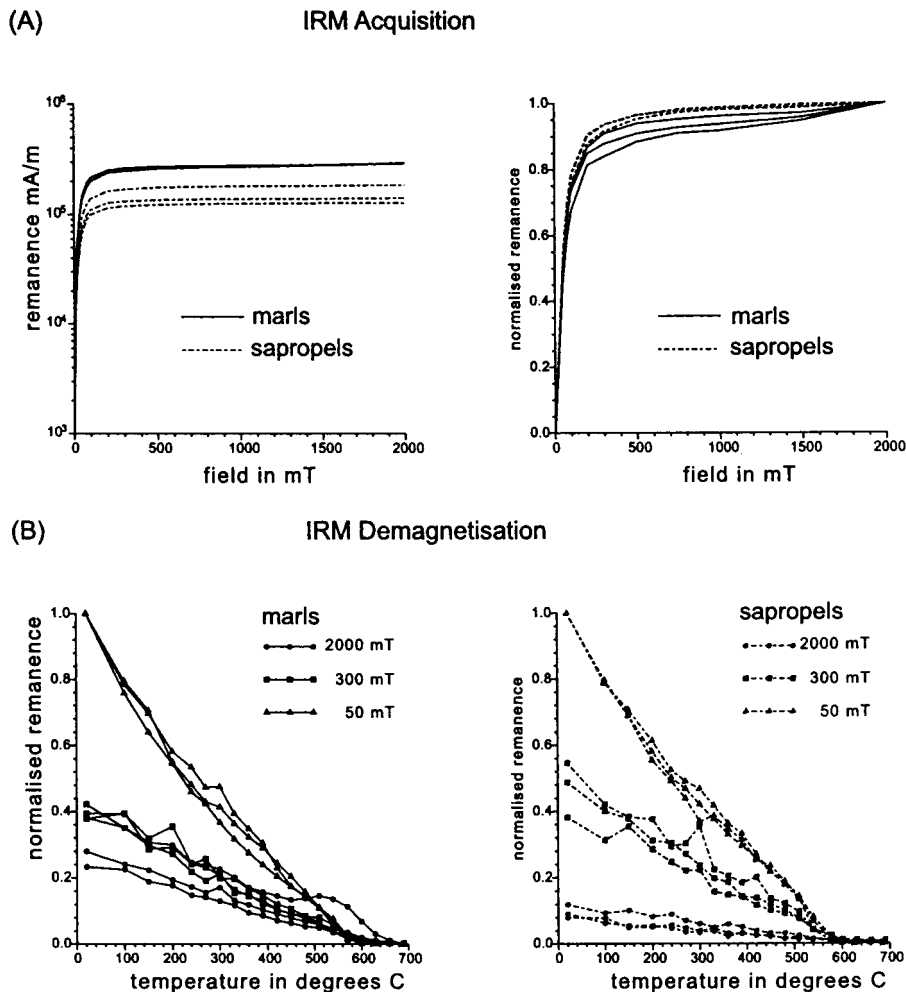 (A)
IRM Acquisition
remanence mA/m
10⁶
10⁵
10⁴
10³
0
500
1000
1500
2000
field in mT
marls
sapropels
normalised remanence
1.0
0.8
0.6
0.4
0.2
0.0
0
500
1000
1500
2000
field in mT
marls
sapropels
(B)
IRM Demagnetisation
normalised remanence
1.0
0.8
0.6
0.4
0.2
0.0
0
100
200
300
400
500
600
700
temperature in degrees C
marls
2000 mT
300 mT
50 mT
normalised remanence
1.0
0.8
0.6
0.4
0.2
0.0
0
100
200
300
400
500
600
700
temperature in degrees C
sapropels
2000 mT
300 mT
50 mT